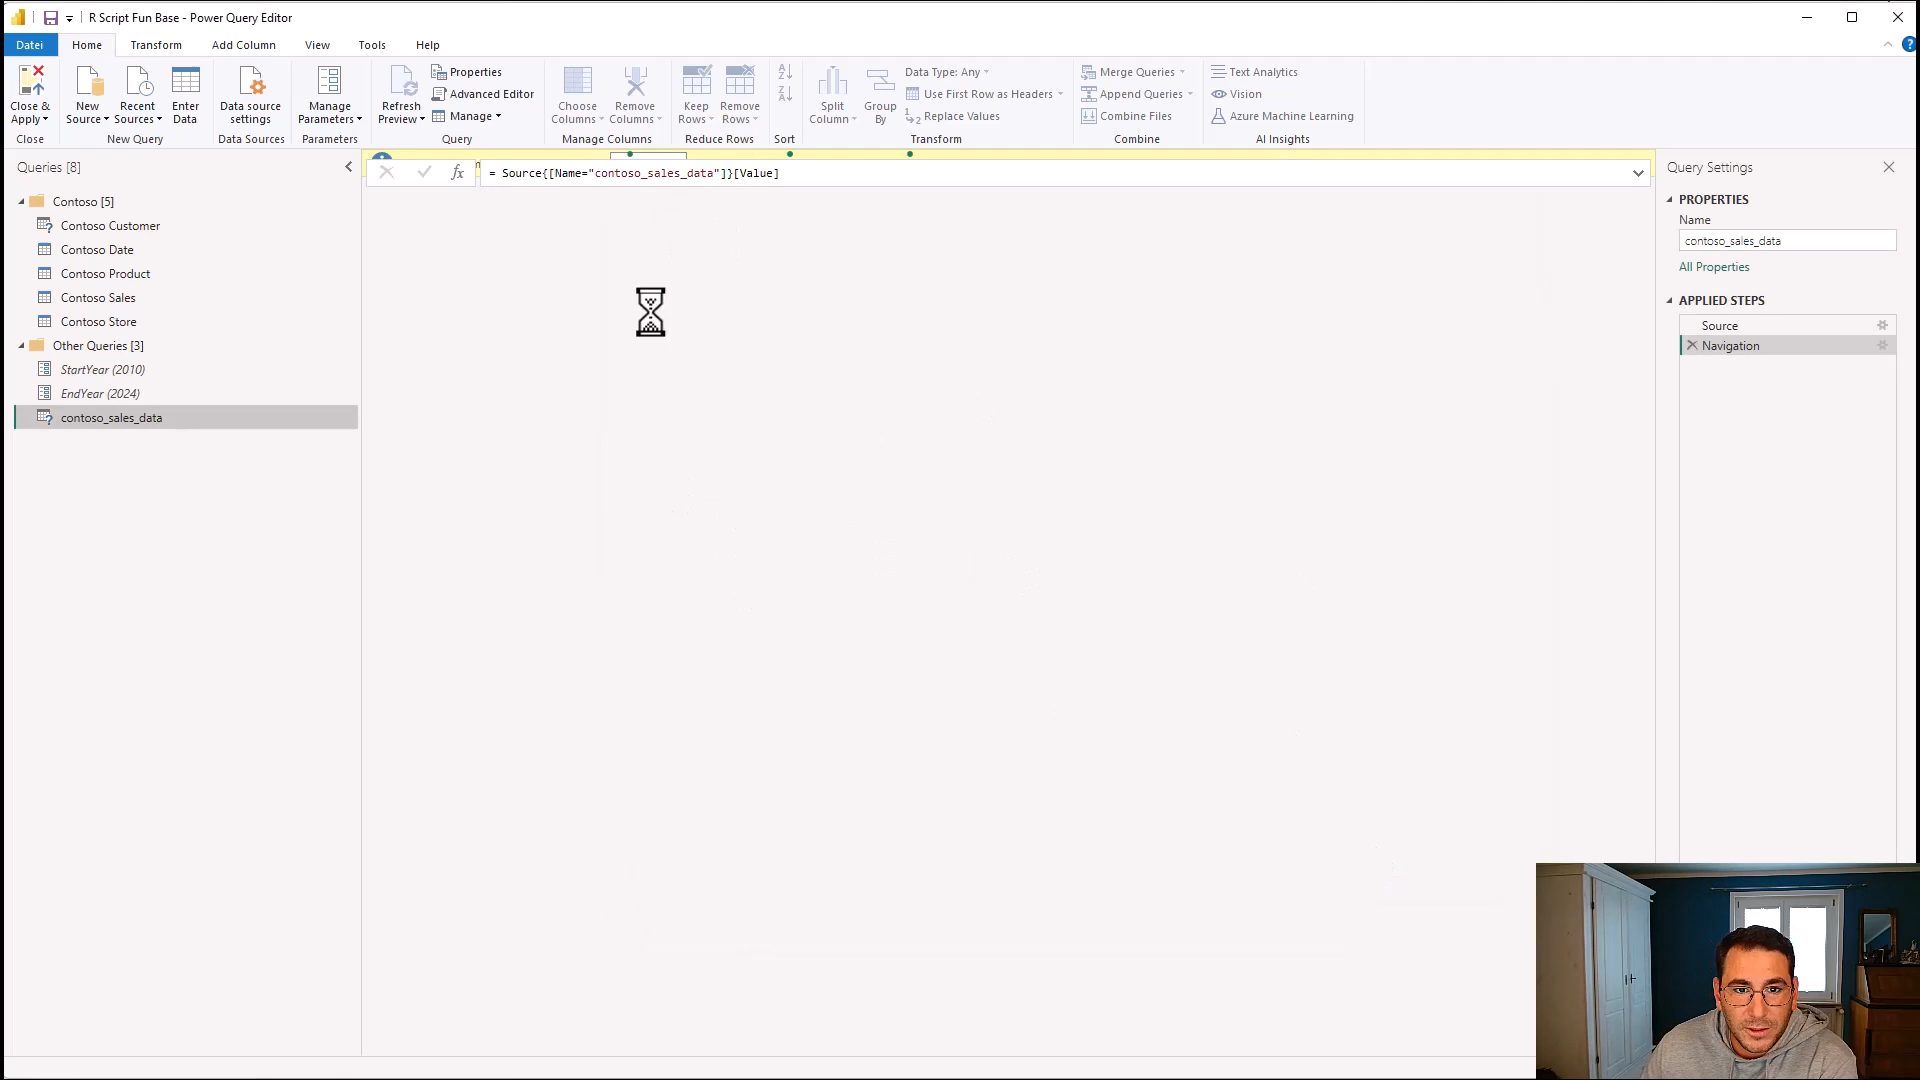 R Script Fun Base - Power Query Editor
Datei Home Transform Add Column View Tools Help
Close & Apply
Close
New Source
Recent Sources
Enter Data
New Query
Data source settings
Data Sources
Manage Parameters
Parameters
Refresh Preview
Properties
Advanced Editor
Manage
Query
Choose Columns
Remove Columns
Manage Columns
Keep Rows
Remove Rows
Reduce Rows
Sort
Split Column
Group By
Data Type: Any
Use First Row as Headers
Replace Values
Transform
Merge Queries
Append Queries
Combine Files
Combine
Text Analytics
Vision
Azure Machine Learning
AI Insights
Queries [8]
Contoso [5]
Contoso Customer
Contoso Date
Contoso Product
Contoso Sales
Contoso Store
Other Queries [3]
StartYear (2010)
EndYear (2024)
contoso_sales_data
fx = Source{[Name="contoso_sales_data"]}[Value]
Query Settings
PROPERTIES
Name
contoso_sales_data
All Properties
APPLIED STEPS
Source
Navigation